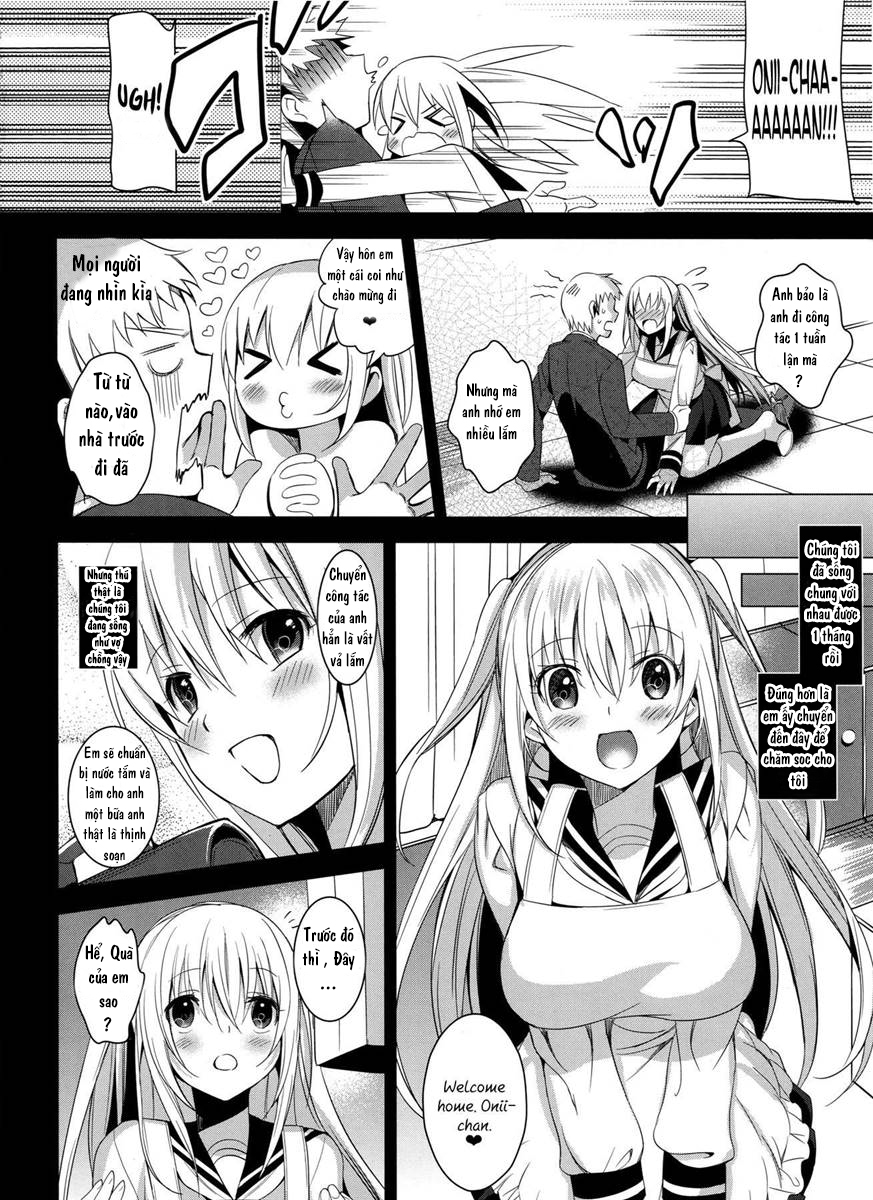 ONII-CHAA-
AAAAAAN!!!
UGH!
Anh bảo là
anh đi công
tác 1 tuần
lận mà
?
Nhưng mà
anh nhớ em
nhiều lắm
Vậy hôn em
một cái coi như
chào mừng đi
Mọi người
đang nhìn kìa
Từ từ
nào,vào
nhà trước
đi đã
Chúng tôi
đã sống
chung với
nhau được
1 tháng
rồi
Đúng hơn là
em ấy chuyển
đến đây để
chăm soc cho
tôi
Welcome
home, Onii-
chan.
Chuyển
công tác
của anh
hẳn là vất
vả lắm
Nhưng thú
thật là
chúng tôi
đang sống
như vợ
chồng vậy
Em sẽ chuẩn
bị nước tắm và
làm cho anh
một bữa anh
thật là thịnh
soạn
Trước đó
thì , Đây
...
Hể, Quà
của em
sao
?